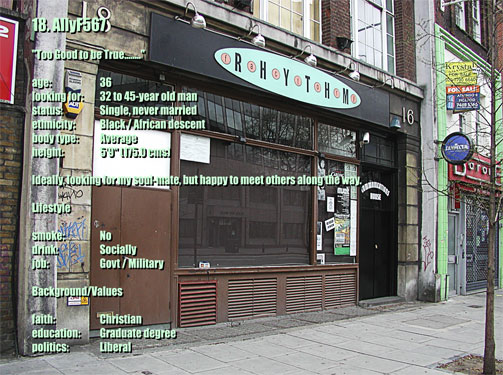 18. AllyF567
"Too Good to be True........"
age: 36
looking for: 32 to 45-year old man
status: Single, never married
ethnicity: Black / African descent
body type: Average
height: 5'9" (175.0 cms)
Ideally, looking for my soul-mate, but happy to meet others along the way.
Lifestyle
smoke: No
drink: Socially
job: Govt / Military
Background/Values
faith: Christian
education: Graduate degree
politics: Liberal
RHYTHM
16
HOUSE
FOR SALE